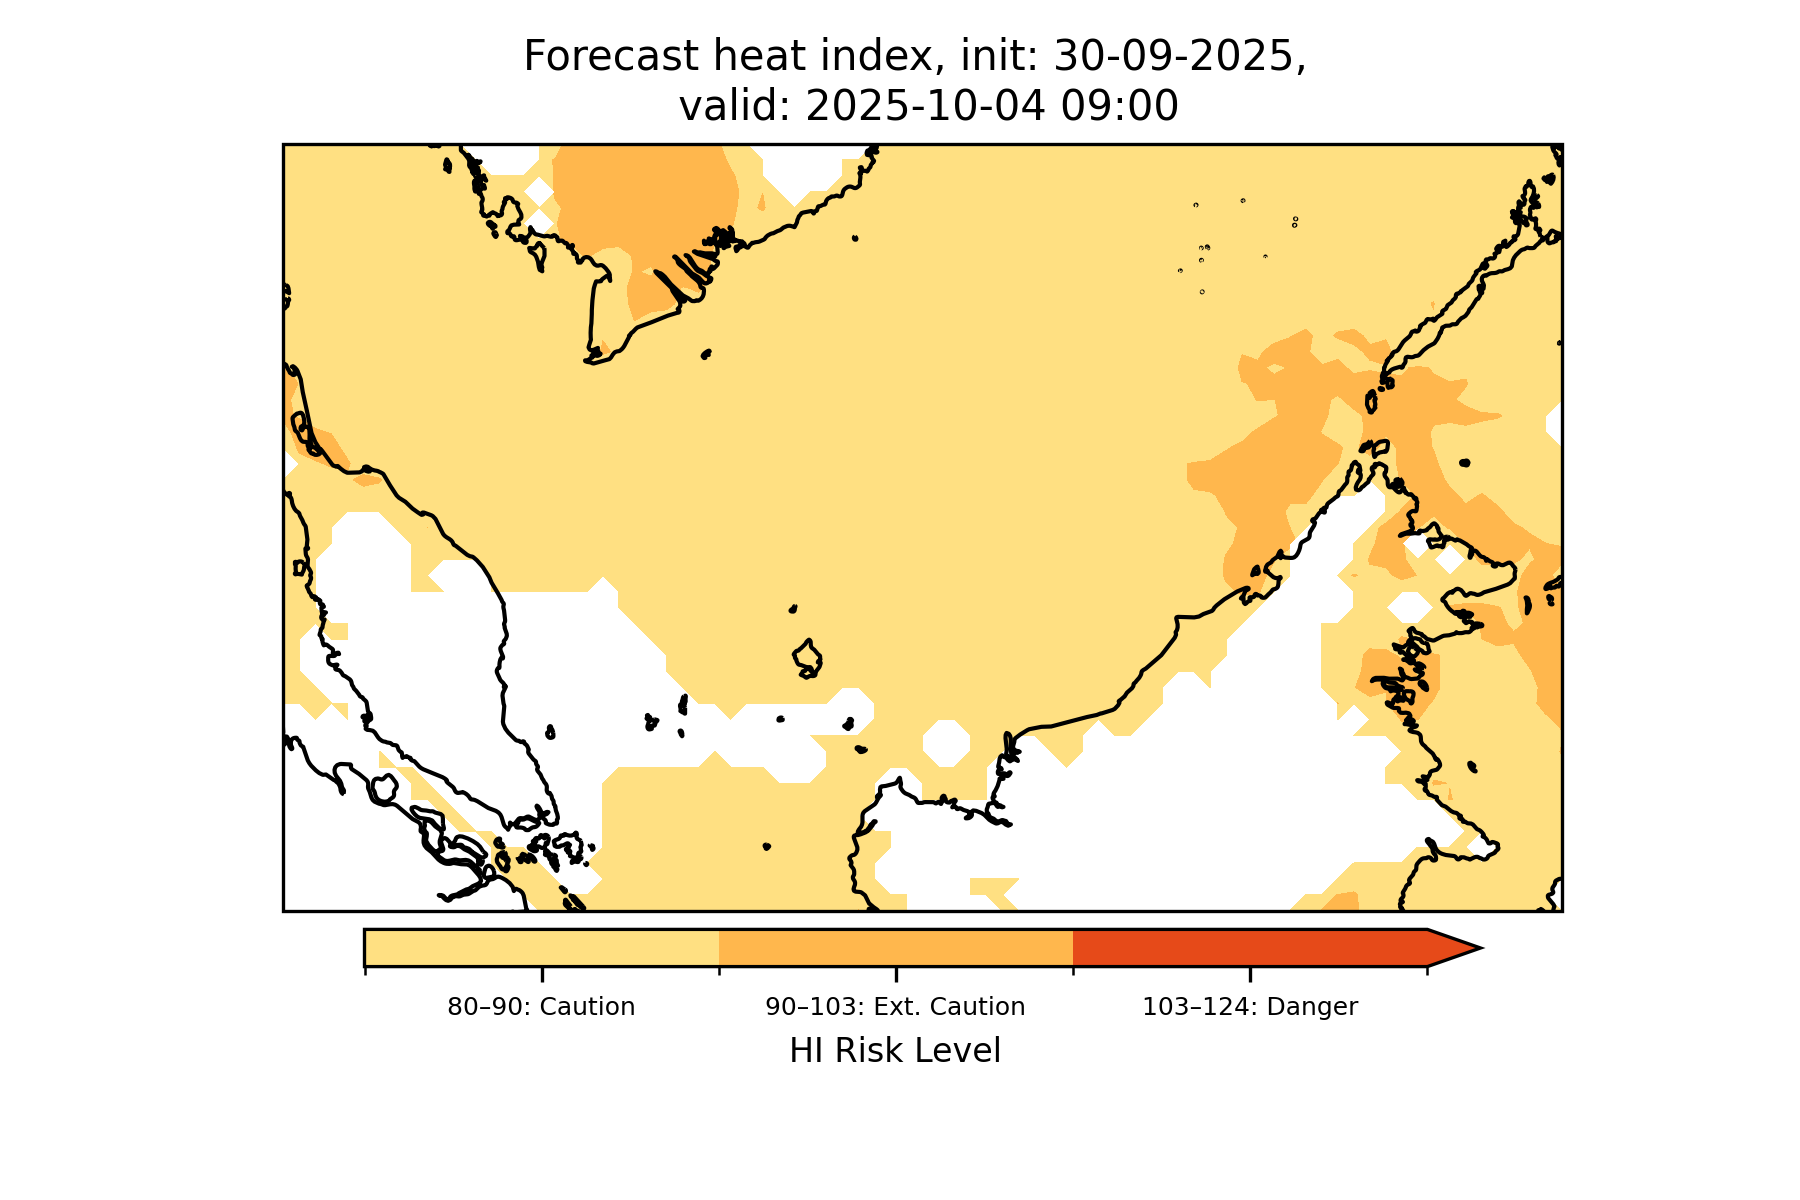 Forecast heat index, init: 30-09-2025,
valid: 2025-10-04 09:00
80–90: Caution
90–103: Ext. Caution
103–124: Danger
HI Risk Level